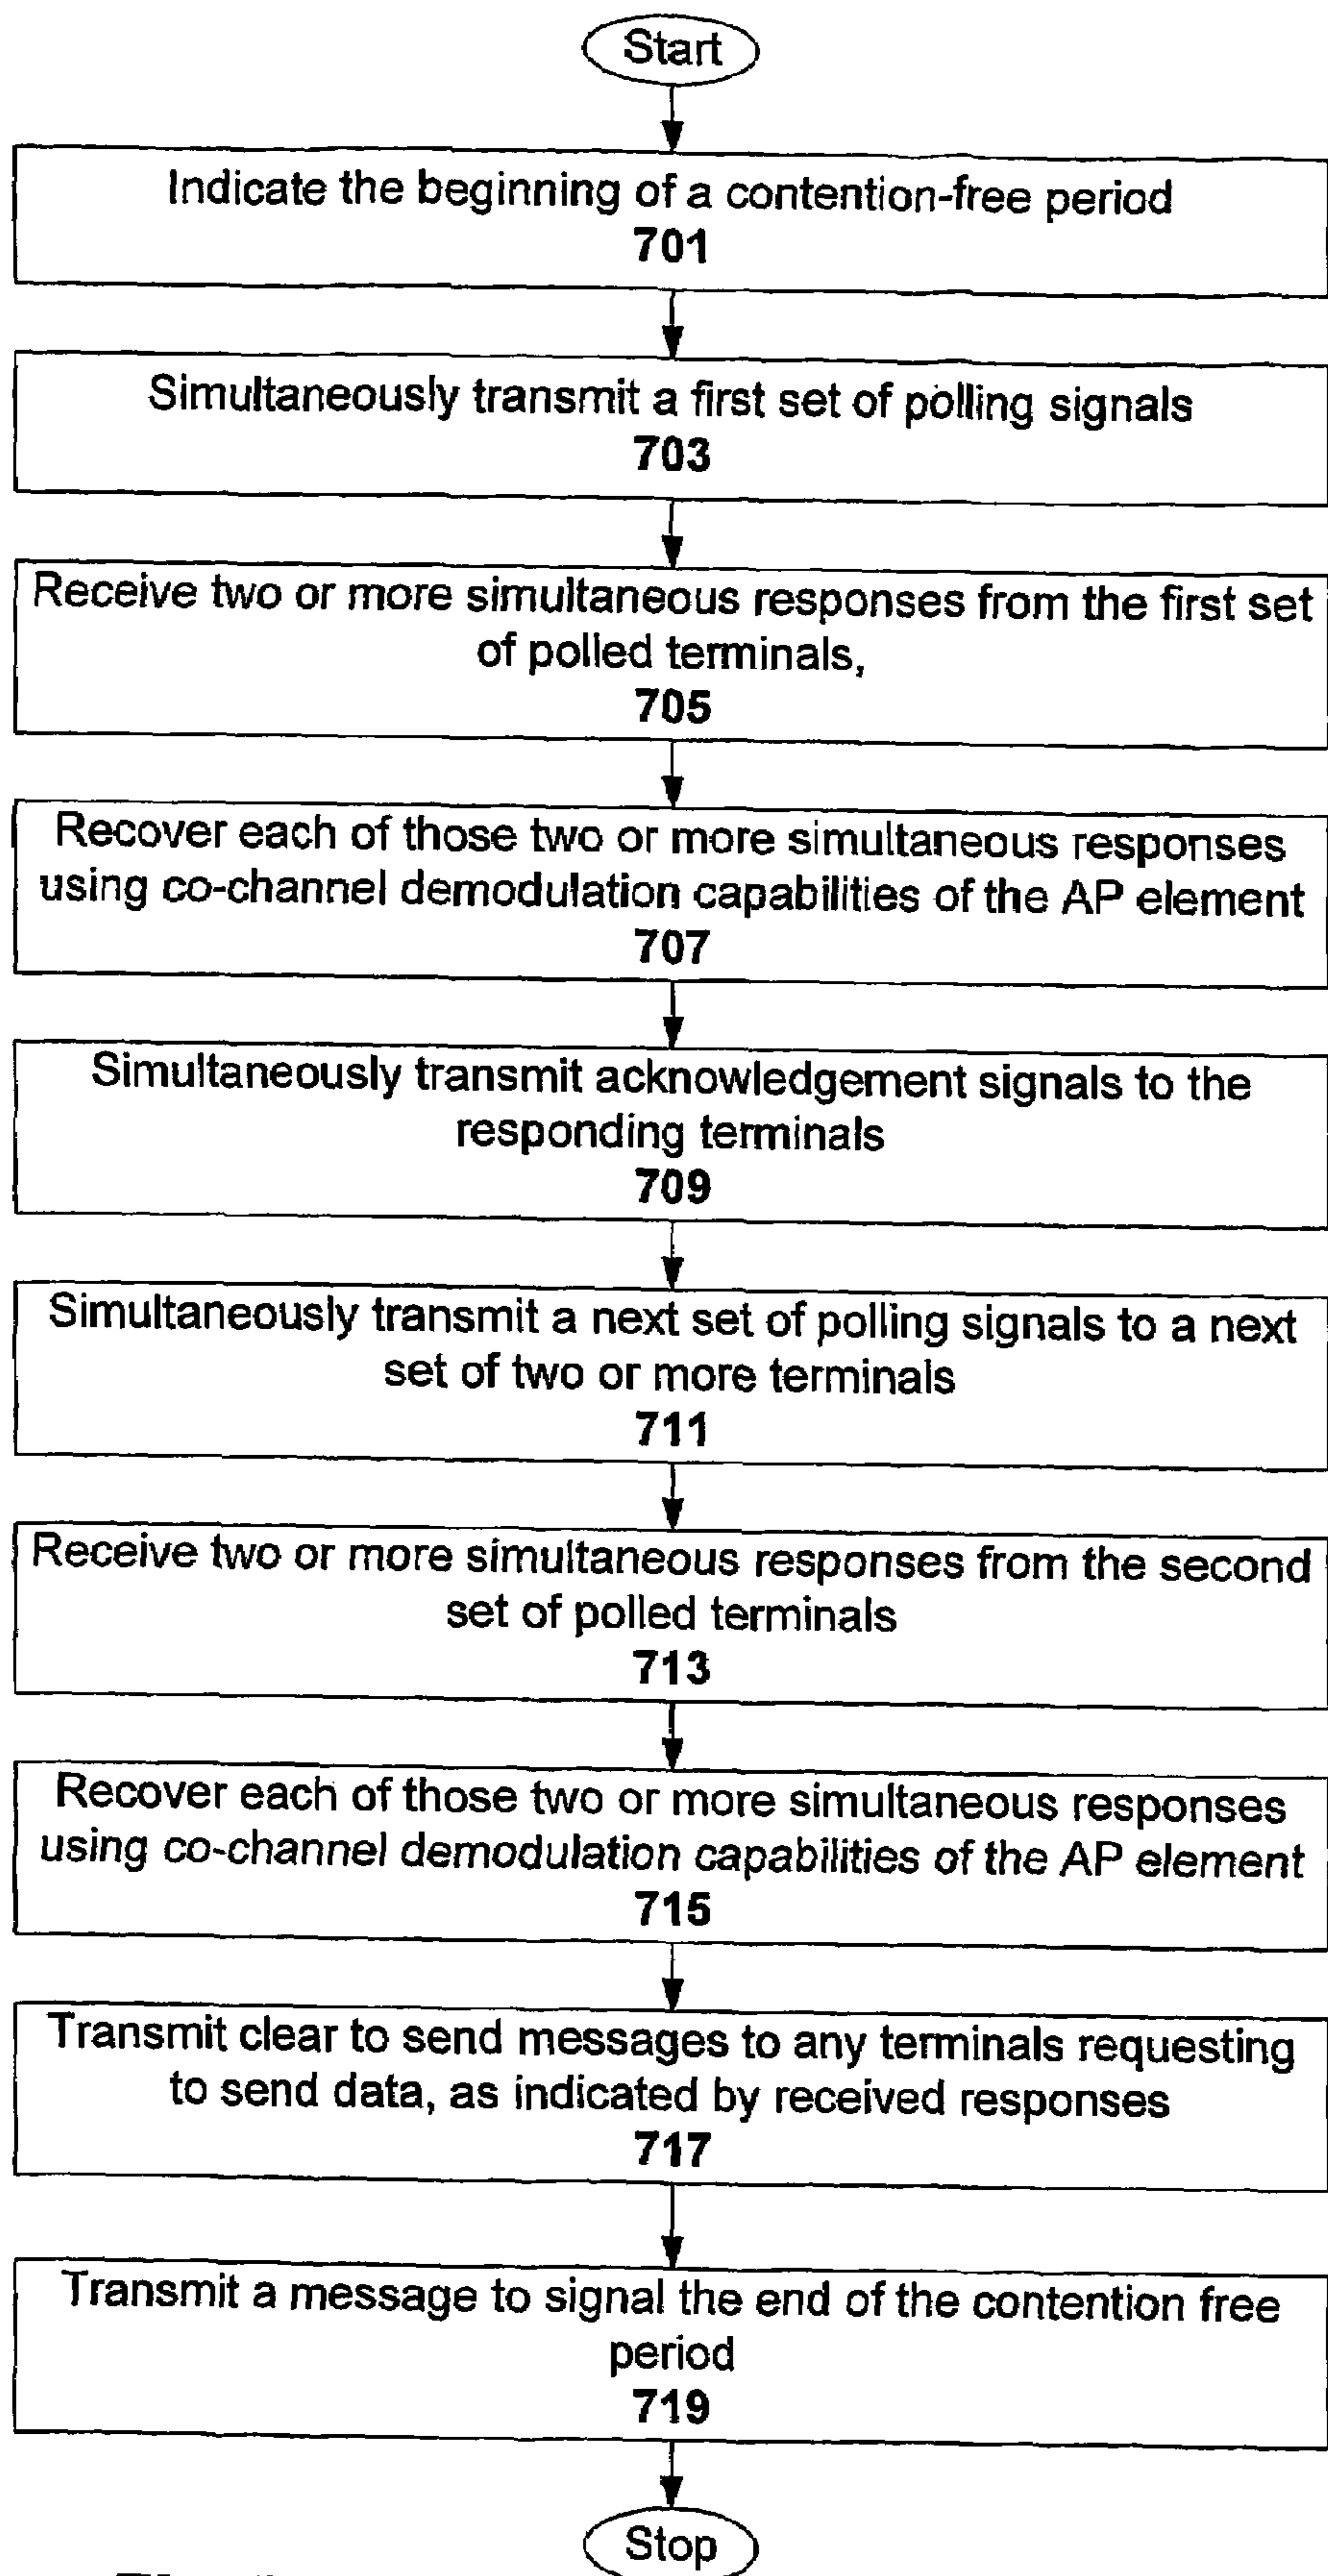 Start
Indicate the beginning of a contention-free period
701
Simultaneously transmit a first set of polling signals
703
Receive two or more simultaneous responses from the first set
of polled terminals,
705
Recover each of those two or more simultaneous responses
using co-channel demodulation capabilities of the AP element
707
Simultaneously transmit acknowledgement signals to the
responding terminals
709
Simultaneously transmit a next set of polling signals to a next
set of two or more terminals
711
Receive two or more simultaneous responses from the second
set of polled terminals
713
Recover each of those two or more simultaneous responses
using co-channel demodulation capabilities of the AP element
715
Transmit clear to send messages to any terminals requesting
to send data, as indicated by received responses
717
Transmit a message to signal the end of the contention free
period
719
Stop